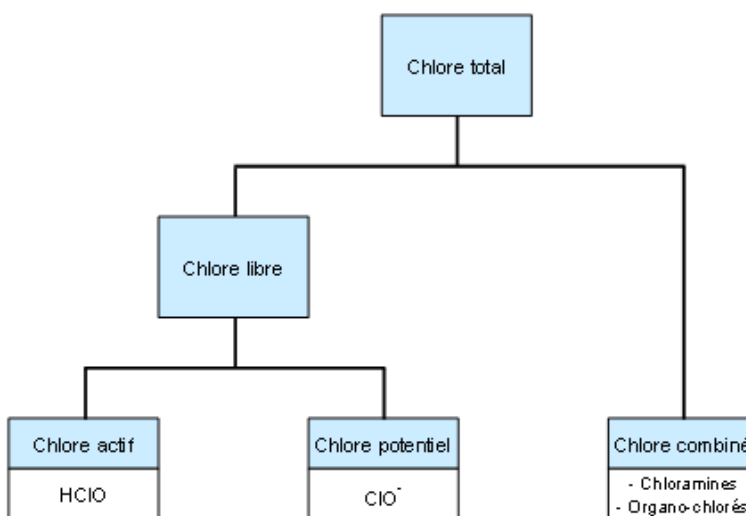 Chlore total
Chlore libre
Chlore actif
HClO
Chlore potentiel
ClO⁻
Chlore combiné
- Chloramines
- Organo-chlorés